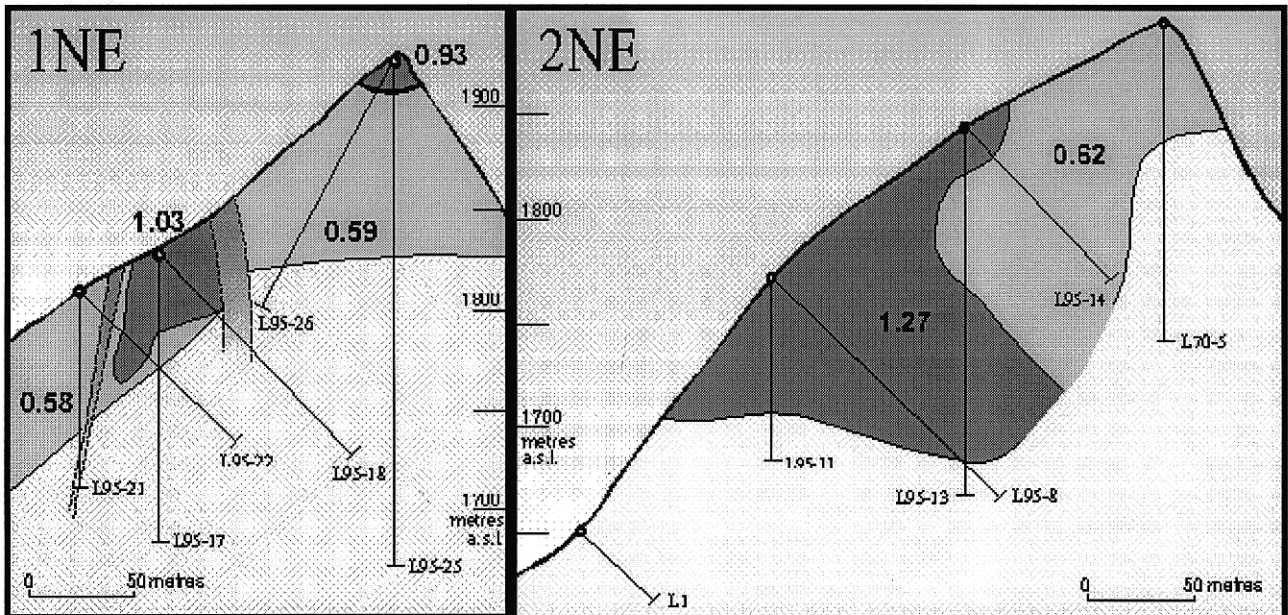 1NE
0.93
1900
1.03
0.59
1800
L95-26
0.58
L95-22
L95-18
L95-21
1700
metres
a.s.l.
L95-17
L95-25
0 50 metres
2NE
0.62
1800
L95-14
1.27
L70-5
1700
metres
a.s.l.
L95-11
L95-13
L95-8
L1
0 50 metres